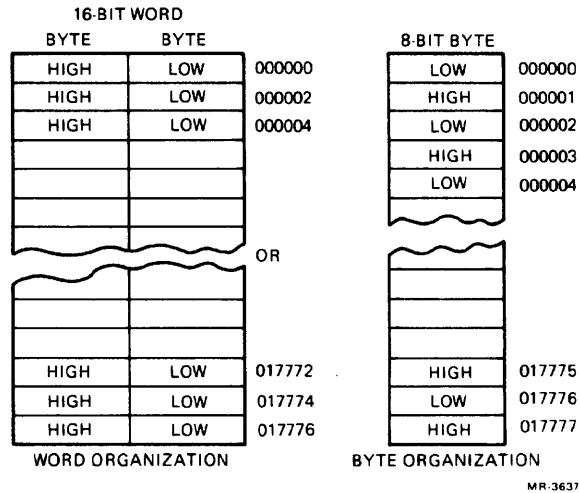 16-BIT WORD
BYTE BYTE
HIGH LOW 000000
HIGH LOW 000002
HIGH LOW 000004
OR
HIGH LOW 017772
HIGH LOW 017774
HIGH LOW 017776
WORD ORGANIZATION
8-BIT BYTE
LOW 000000
HIGH 000001
LOW 000002
HIGH 000003
LOW 000004
HIGH 017775
LOW 017776
HIGH 017777
BYTE ORGANIZATION
MR-3637